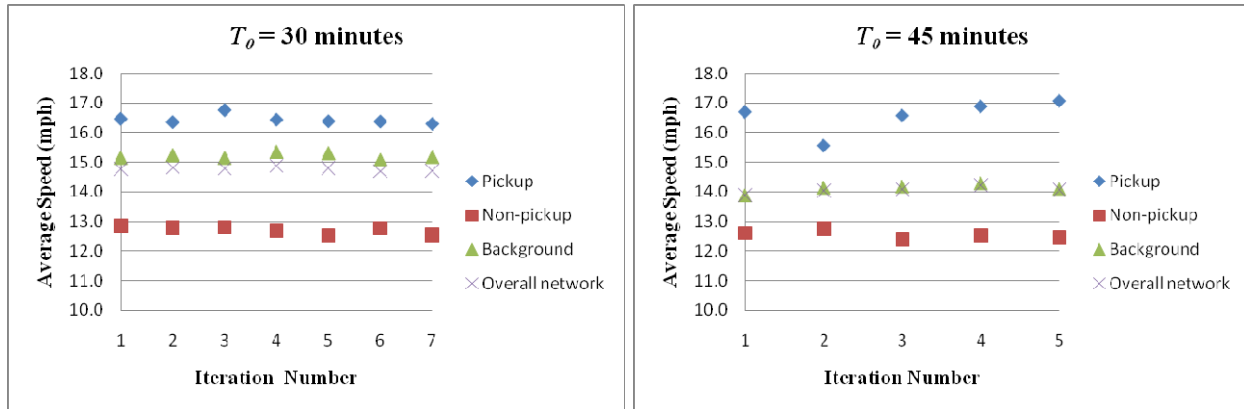 T0 = 30 minutes
Average Speed (mph)
18.0
17.0
16.0
15.0
14.0
13.0
12.0
11.0
10.0
1 2 3 4 5 6 7
Iteration Number
Pickup
Non-pickup
Background
Overall network
T0 = 45 minutes
Average Speed (mph)
18.0
17.0
16.0
15.0
14.0
13.0
12.0
11.0
10.0
1 2 3 4 5
Iteration Number
Pickup
Non-pickup
Background
Overall network